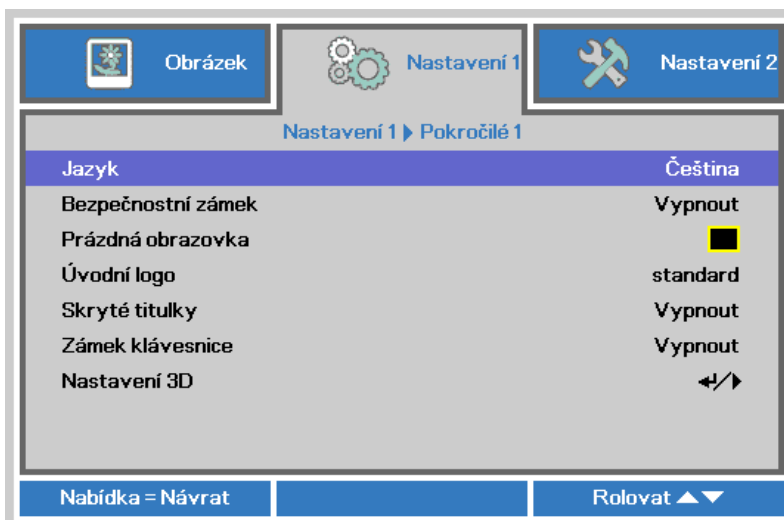 Obrázek
Nastavení 1
Nastavení 2
Nastavení 1 ▶ Pokročilé 1
Jazyk Čeština
Bezpečnostní zámek Vypnout
Prázdná obrazovka
Úvodní logo standard
Skryté titulky Vypnout
Zámek klávesnice Vypnout
Nastavení 3D ↵/▶
Nabídka = Návrat
Rolovat ▲▼